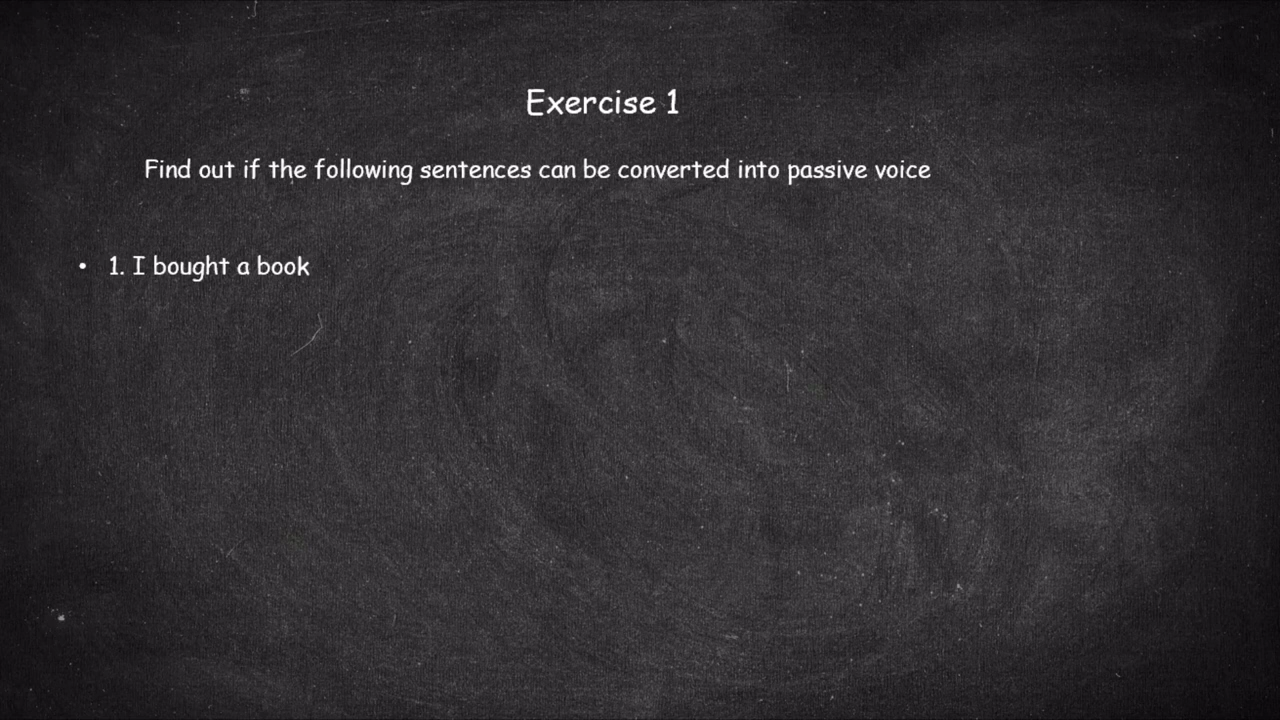 Exercise 1
Find out if the following sentences can be converted into passive voice
• 1. I bought a book